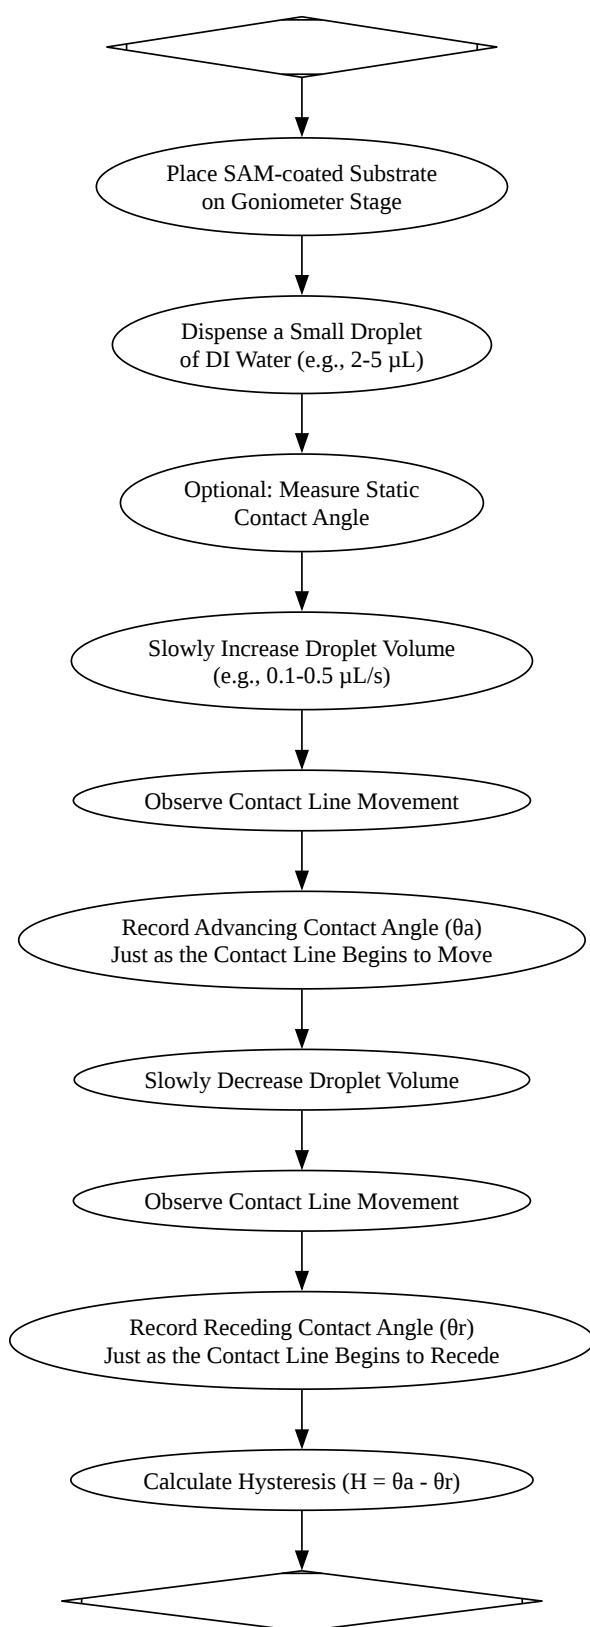 Place SAM-coated Substrate
on Goniometer Stage
Dispense a Small Droplet
of DI Water (e.g., 2-5 µL)
Optional: Measure Static
Contact Angle
Slowly Increase Droplet Volume
(e.g., 0.1-0.5 µL/s)
Observe Contact Line Movement
Record Advancing Contact Angle (θa)
Just as the Contact Line Begins to Move
Slowly Decrease Droplet Volume
Observe Contact Line Movement
Record Receding Contact Angle (θr)
Just as the Contact Line Begins to Recede
Calculate Hysteresis (H = θa - θr)